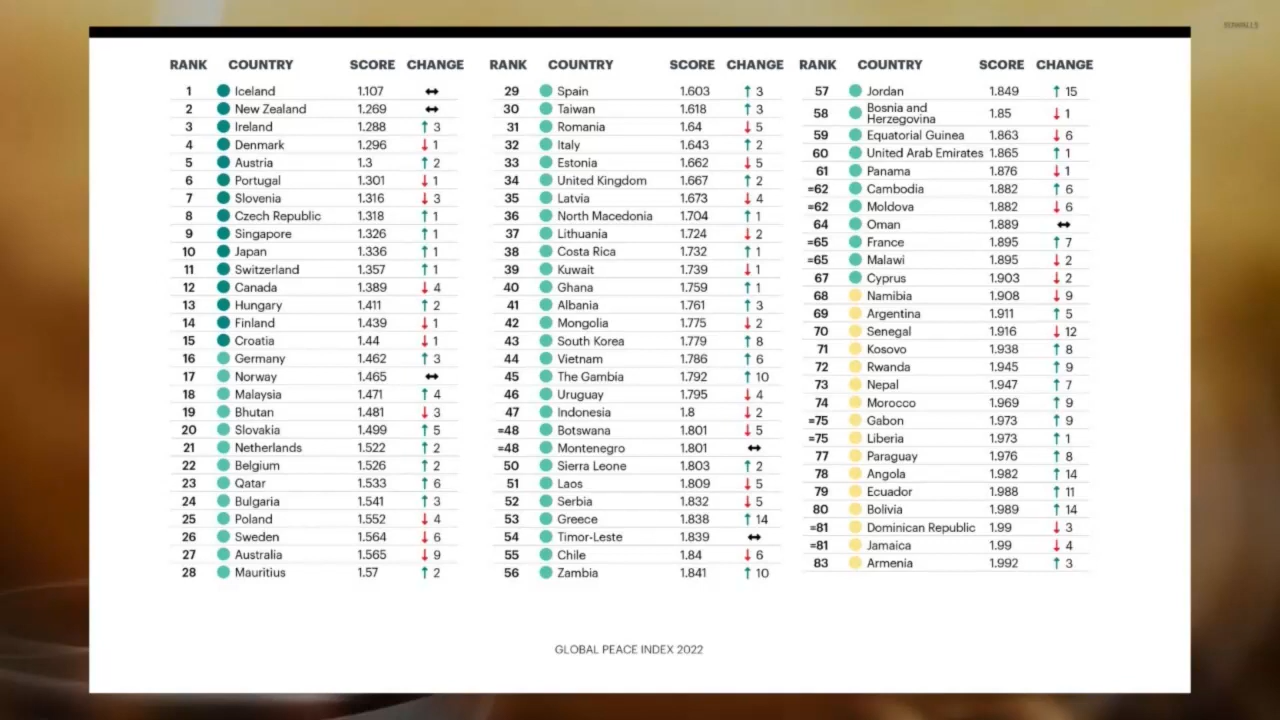 RANK COUNTRY SCORE CHANGE
1 Iceland 1.107 ↔
2 New Zealand 1.269 ↔
3 Ireland 1.288 ↑ 3
4 Denmark 1.296 ↓ 1
5 Austria 1.3 ↑ 2
6 Portugal 1.301 ↓ 1
7 Slovenia 1.316 ↓ 3
8 Czech Republic 1.318 ↑ 1
9 Singapore 1.326 ↑ 1
10 Japan 1.336 ↑ 1
11 Switzerland 1.357 ↑ 1
12 Canada 1.389 ↓ 4
13 Hungary 1.411 ↑ 2
14 Finland 1.439 ↓ 1
15 Croatia 1.44 ↓ 1
16 Germany 1.462 ↑ 3
17 Norway 1.465 ↔
18 Malaysia 1.471 ↑ 4
19 Bhutan 1.481 ↓ 3
20 Slovakia 1.499 ↑ 5
21 Netherlands 1.522 ↑ 2
22 Belgium 1.526 ↑ 2
23 Qatar 1.533 ↑ 6
24 Bulgaria 1.541 ↑ 3
25 Poland 1.552 ↓ 4
26 Sweden 1.564 ↓ 6
27 Australia 1.565 ↓ 9
28 Mauritius 1.57 ↑ 2
RANK COUNTRY SCORE CHANGE
29 Spain 1.603 ↑ 3
30 Taiwan 1.618 ↑ 3
31 Romania 1.64 ↓ 5
32 Italy 1.643 ↑ 2
33 Estonia 1.662 ↓ 5
34 United Kingdom 1.667 ↑ 2
35 Latvia 1.673 ↓ 4
36 North Macedonia 1.704 ↑ 1
37 Lithuania 1.724 ↓ 2
38 Costa Rica 1.732 ↑ 1
39 Kuwait 1.739 ↓ 1
40 Ghana 1.759 ↑ 1
41 Albania 1.761 ↑ 3
42 Mongolia 1.775 ↓ 2
43 South Korea 1.779 ↑ 8
44 Vietnam 1.786 ↑ 6
45 The Gambia 1.792 ↑ 10
46 Uruguay 1.795 ↓ 4
47 Indonesia 1.8 ↓ 2
=48 Botswana 1.801 ↓ 5
=48 Montenegro 1.801 ↔
50 Sierra Leone 1.803 ↑ 2
51 Laos 1.809 ↓ 5
52 Serbia 1.832 ↓ 5
53 Greece 1.838 ↑ 14
54 Timor-Leste 1.839 ↔
55 Chile 1.84 ↓ 6
56 Zambia 1.841 ↑ 10
RANK COUNTRY SCORE CHANGE
57 Jordan 1.849 ↑ 15
58 Bosnia and
Herzegovina 1.85 ↓ 1
59 Equatorial Guinea 1.863 ↓ 6
60 United Arab Emirates 1.865 ↑ 1
61 Panama 1.876 ↓ 1
=62 Cambodia 1.882 ↑ 6
=62 Moldova 1.882 ↓ 6
64 Oman 1.889 ↔
=65 France 1.895 ↑ 7
=65 Malawi 1.895 ↓ 2
67 Cyprus 1.903 ↓ 2
68 Namibia 1.908 ↓ 9
69 Argentina 1.911 ↑ 5
70 Senegal 1.916 ↓ 12
71 Kosovo 1.938 ↑ 8
72 Rwanda 1.945 ↑ 9
73 Nepal 1.947 ↑ 7
74 Morocco 1.969 ↑ 9
=75 Gabon 1.973 ↑ 9
=75 Liberia 1.973 ↑ 1
77 Paraguay 1.976 ↑ 8
78 Angola 1.982 ↑ 14
79 Ecuador 1.988 ↑ 11
80 Bolivia 1.989 ↑ 14
=81 Dominican Republic 1.99 ↓ 3
=81 Jamaica 1.99 ↓ 4
83 Armenia 1.992 ↑ 3
GLOBAL PEACE INDEX 2022